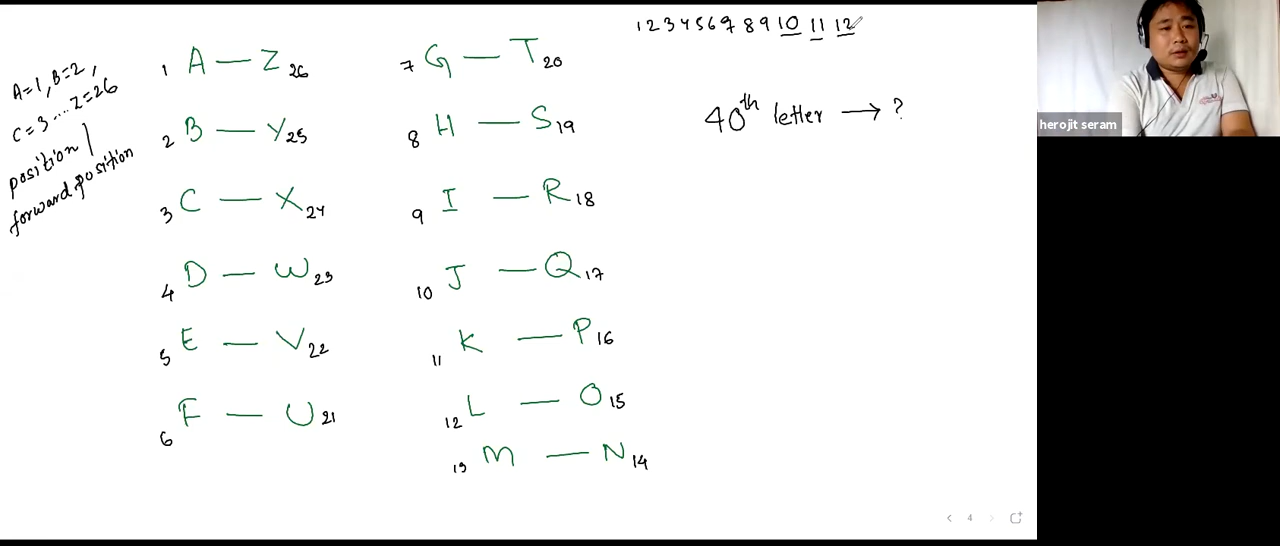 1 2 3 4 5 6 7 8 9 10 11 12
A=1, B=2,
C=3 .... Z=26
position /
forward position
1 A — Z 26
2 B — Y 25
3 C — X 24
4 D — W 23
5 E — V 22
6 F — U 21
7 G — T 20
8 H — S 19
9 I — R 18
10 J — Q 17
11 K — P 16
12 L — O 15
13 M — N 14
40th letter → ?
herojit seram
4